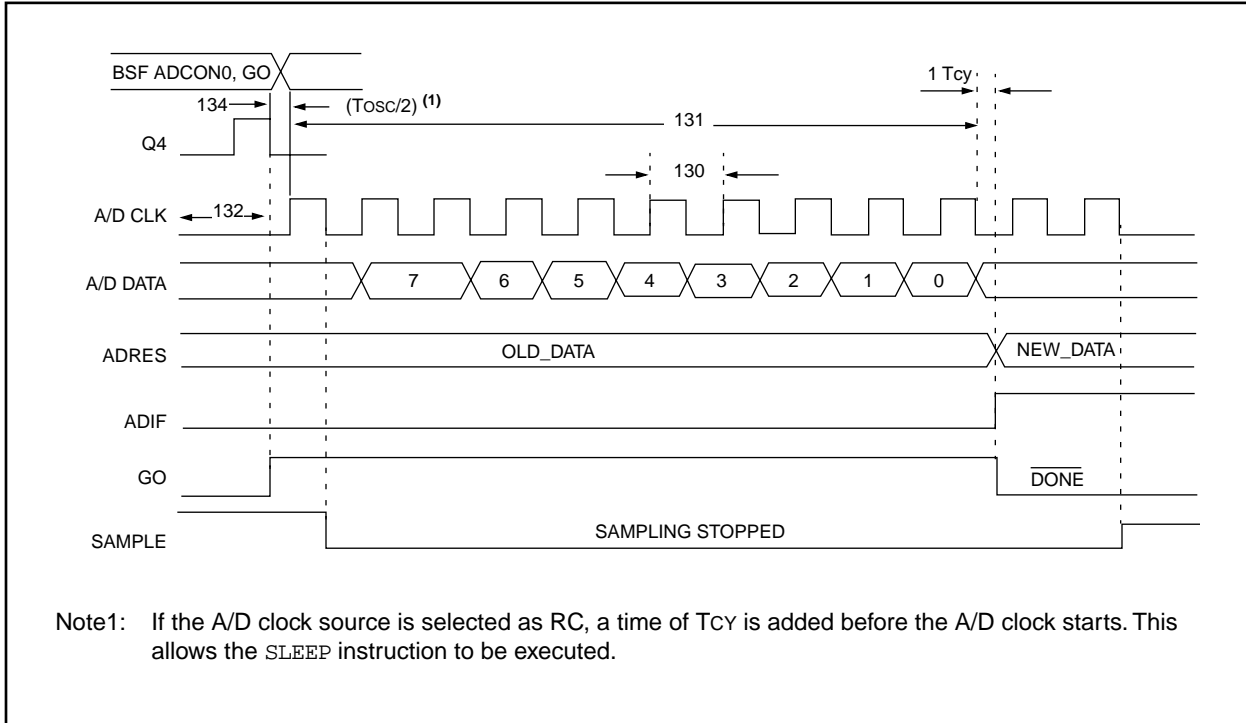 BSF ADCON0, GO
134
(TOSC/2) (1)
1 Tcy
131
Q4
130
A/D CLK
132
A/D DATA
7 6 5 4 3 2 1 0
ADRES
OLD_DATA
NEW_DATA
ADIF
GO
DONE
SAMPLE
SAMPLING STOPPED
Note1: If the A/D clock source is selected as RC, a time of TCY is added before the A/D clock starts. This
allows the SLEEP instruction to be executed.